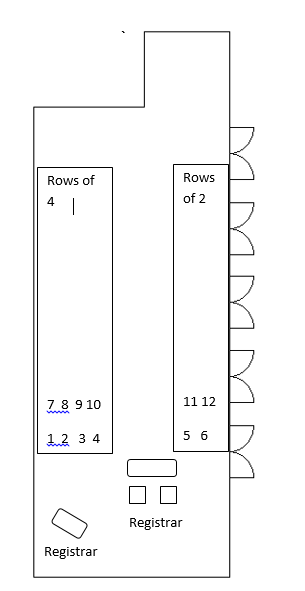 Rows of
4
Rows
of 2
7 8 9 10
11 12
1 2 3 4
5 6
Registrar
Registrar